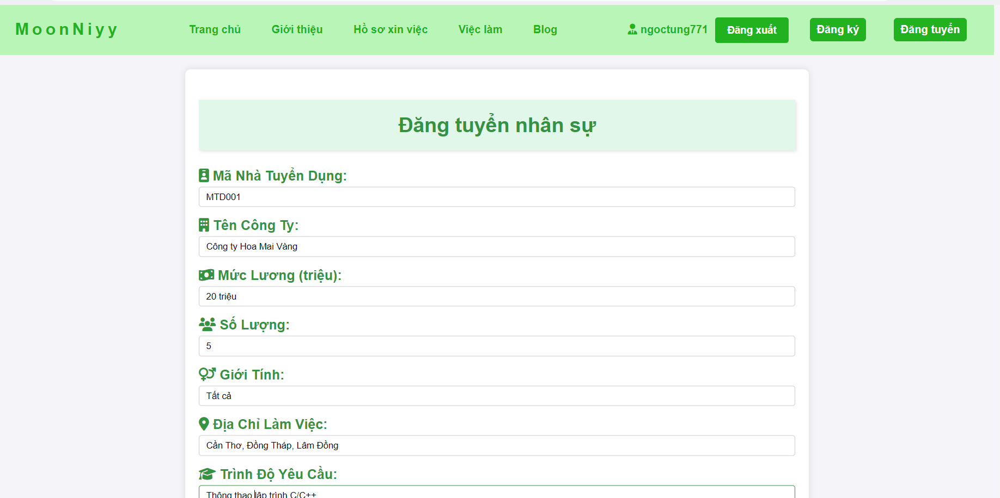 MoonNiyy Trang chủ Giới thiệu Hồ sơ xin việc Việc làm Blog ngoctung771 Đăng xuất Đăng ký Đăng tuyển
Đăng tuyển nhân sự
Mã Nhà Tuyển Dụng:
MTD001
Tên Công Ty:
Công ty Hoa Mai Vàng
Mức Lương (triệu):
20 triệu
Số Lượng:
5
Giới Tính:
Tất cả
Địa Chỉ Làm Việc:
Cần Thơ, Đồng Tháp, Lâm Đồng
Trình Độ Yêu Cầu:
Thông thạo lập trình C/C++